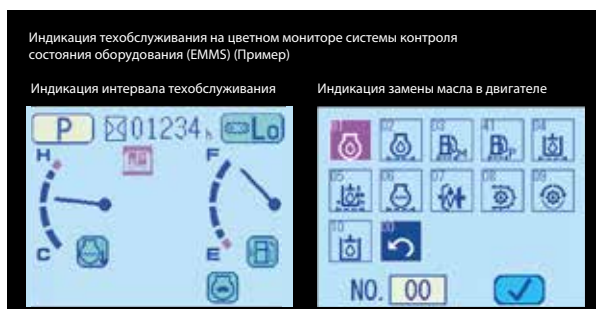 Индикация техобслуживания на цветном мониторе системы контроля
состояния оборудования (EMMS) (Пример)
Индикация интервала техобслуживания
Индикация замены масла в двигателе
P 01234 h Lo
H F
C E
01 02 03 41 04
05 06 07 08 09
10 00
NO. 00